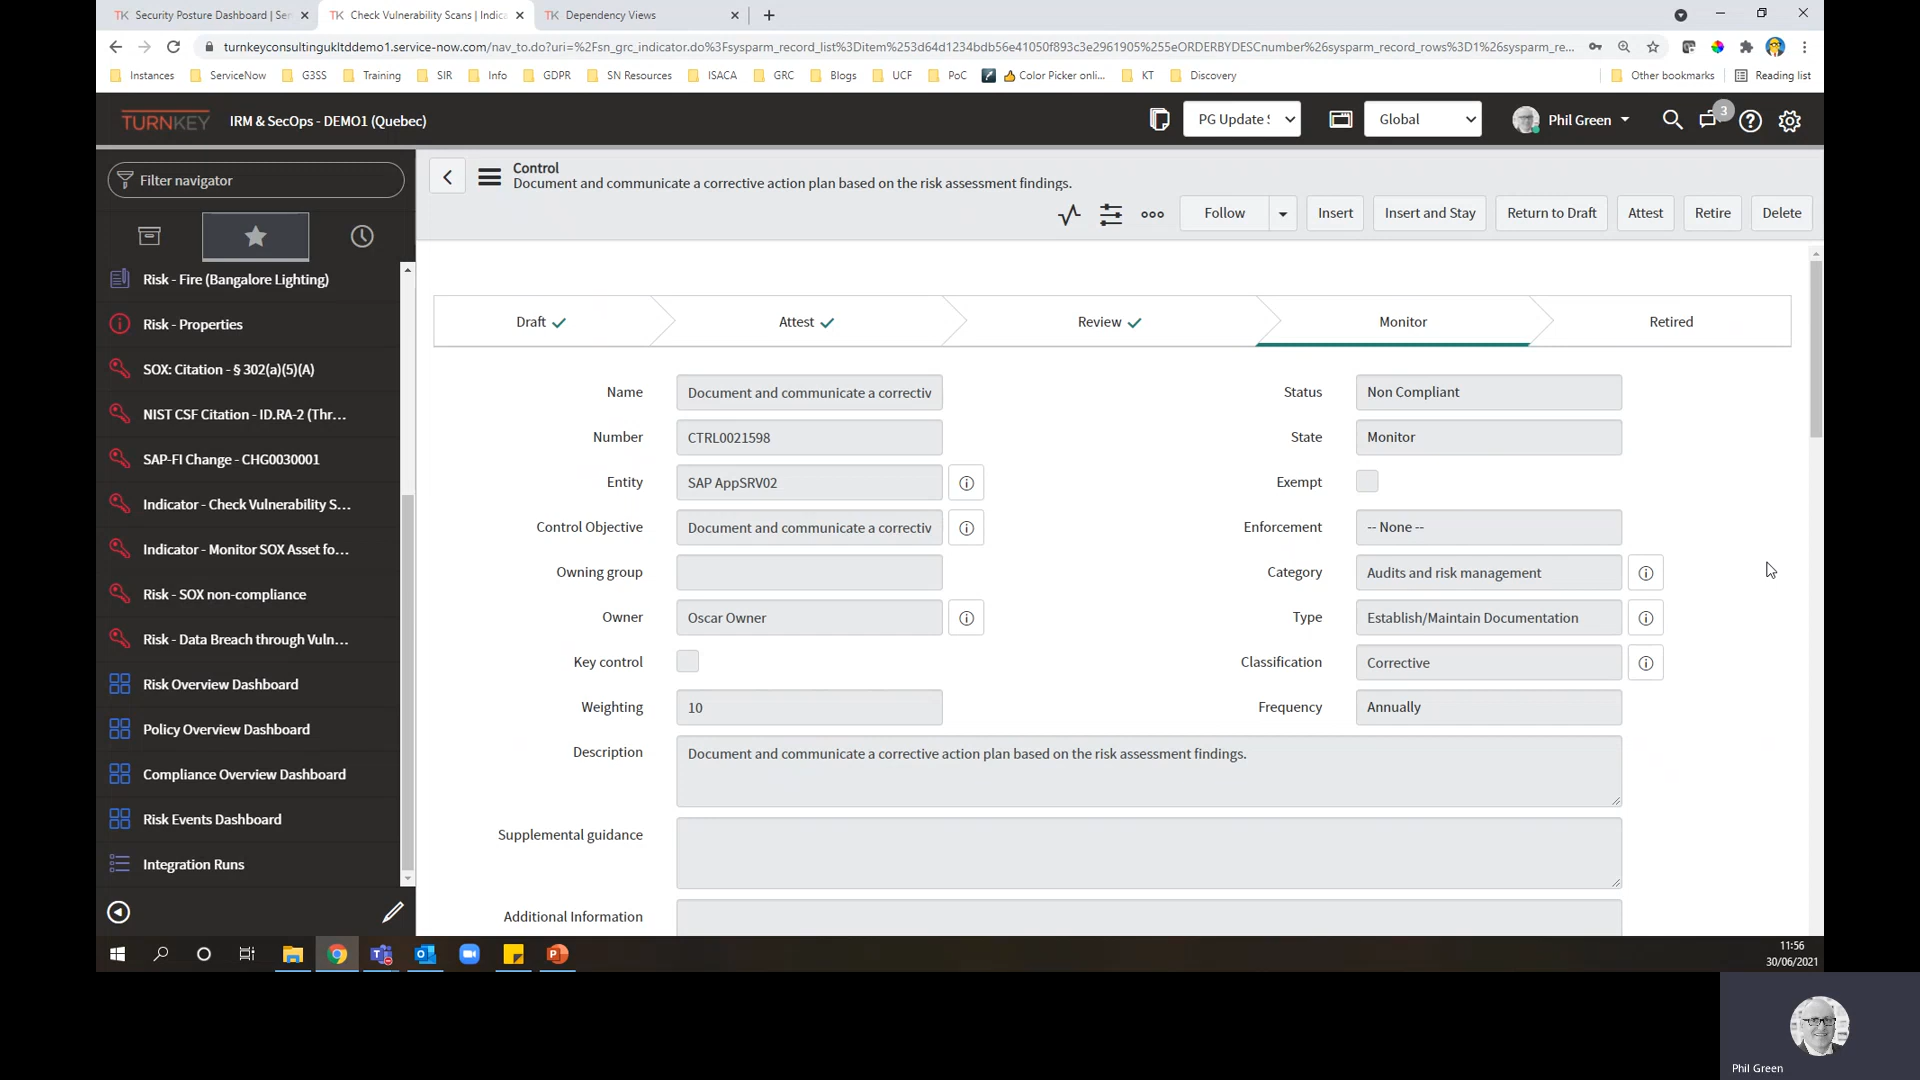 TK Security Posture Dashboard | Ser
TK Check Vulnerability Scans | Indica
TK Dependency Views
turnkeyconsultingukltddemo1.service-now.com/nav_to.do?uri=%2Fsn_grc_indicator.do%3Fsysparm_record_list%3Ditem%253d64d1234bdb56e41050f893c3e2961905%255eORDERBYDESCnumber%26sysparm_record_rows%3D1%26sysparm_re...
Instances
ServiceNow
G3SS
Training
SIR
Info
GDPR
SN Resources
ISACA
GRC
Blogs
UCF
PoC
Color Picker onli...
KT
Discovery
Other bookmarks
Reading list
TURNKEY
IRM & SecOps - DEMO1 (Quebec)
PG Update S
Global
Phil Green
3
Filter navigator
Control
Document and communicate a corrective action plan based on the risk assessment findings.
Follow
Insert
Insert and Stay
Return to Draft
Attest
Retire
Delete
Risk - Fire (Bangalore Lighting)
Risk - Properties
SOX: Citation - § 302(a)(5)(A)
NIST CSF Citation - ID.RA-2 (Thr...
SAP-FI Change - CHG0030001
Indicator - Check Vulnerability S...
Indicator - Monitor SOX Asset fo...
Risk - SOX non-compliance
Risk - Data Breach through Vuln...
Risk Overview Dashboard
Policy Overview Dashboard
Compliance Overview Dashboard
Risk Events Dashboard
Integration Runs
Draft
Attest
Review
Monitor
Retired
Name
Document and communicate a correctiv
Number
CTRL0021598
Entity
SAP AppSRV02
Control Objective
Document and communicate a correctiv
Owning group
Owner
Oscar Owner
Key control
Weighting
10
Status
Non Compliant
State
Monitor
Exempt
Enforcement
-- None --
Category
Audits and risk management
Type
Establish/Maintain Documentation
Classification
Corrective
Frequency
Annually
Description
Document and communicate a corrective action plan based on the risk assessment findings.
Supplemental guidance
Additional Information
11:56
30/06/2021
Phil Green